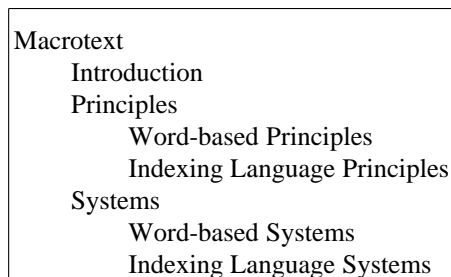 Macrotext
Introduction
Principles
Word-based Principles
Indexing Language Principles
Systems
Word-based Systems
Indexing Language Systems